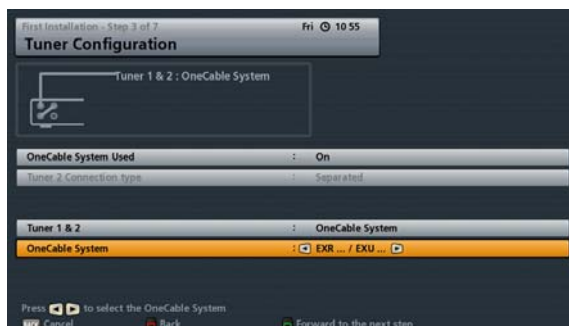 First Installation - Step 3 of 7 Fri 10 55
Tuner Configuration
Tuner 1 & 2 : OneCable System
OneCable System Used : On
Tuner 2 Connection type : Separated
Tuner 1 & 2 : OneCable System
OneCable System : EXR ... / EXU ...
Press to select the OneCable System
Cancel Back Forward to the next step